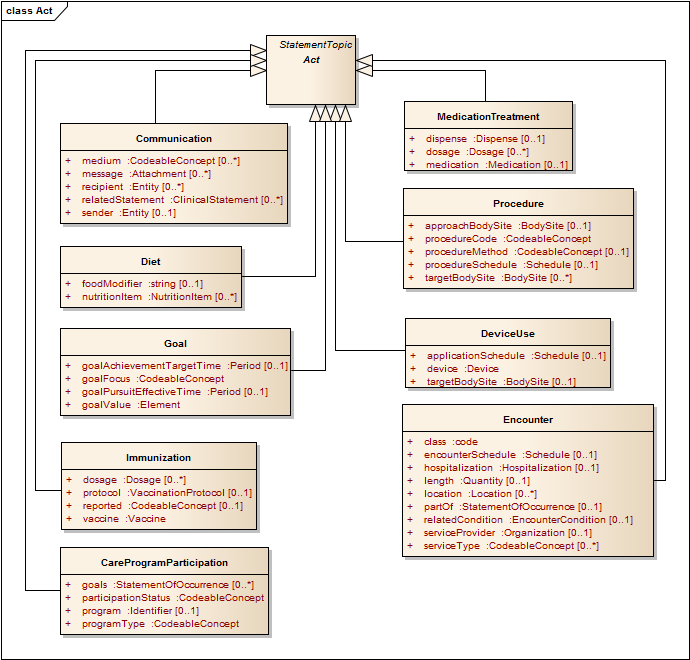 class Act
StatementTopic
Act
Communication
+ medium :CodeableConcept [0..*]
+ message :Attachment [0..*]
+ recipient :Entity [0..*]
+ relatedStatement :ClinicalStatement [0..*]
+ sender :Entity [0..1]
Diet
+ foodModifier :string [0..1]
+ nutritionItem :NutritionItem [0..*]
Goal
+ goalAchievementTargetTime :Period [0..1]
+ goalFocus :CodeableConcept
+ goalPursuitEffectiveTime :Period [0..1]
+ goalValue :Element
Immunization
+ dosage :Dosage [0..*]
+ protocol :VaccinationProtocol [0..1]
+ reported :CodeableConcept [0..1]
+ vaccine :Vaccine
CareProgramParticipation
+ goals :StatementOfOccurrence [0..*]
+ participationStatus :CodeableConcept
+ program :Identifier [0..1]
+ programType :CodeableConcept
MedicationTreatment
+ dispense :Dispense [0..1]
+ dosage :Dosage [0..*]
+ medication :Medication [0..1]
Procedure
+ approachBodySite :BodySite [0..1]
+ procedureCode :CodeableConcept
+ procedureMethod :CodeableConcept [0..1]
+ procedureSchedule :Schedule [0..1]
+ targetBodySite :BodySite [0..*]
DeviceUse
+ applicationSchedule :Schedule [0..1]
+ device :Device
+ targetBodySite :BodySite [0..1]
Encounter
+ class :code
+ encounterSchedule :Schedule [0..1]
+ hospitalization :Hospitalization [0..1]
+ length :Quantity [0..1]
+ location :Location [0..*]
+ partOf :StatementOfOccurrence [0..1]
+ relatedCondition :EncounterCondition [0..1]
+ serviceProvider :Organization [0..1]
+ serviceType :CodeableConcept [0..*]